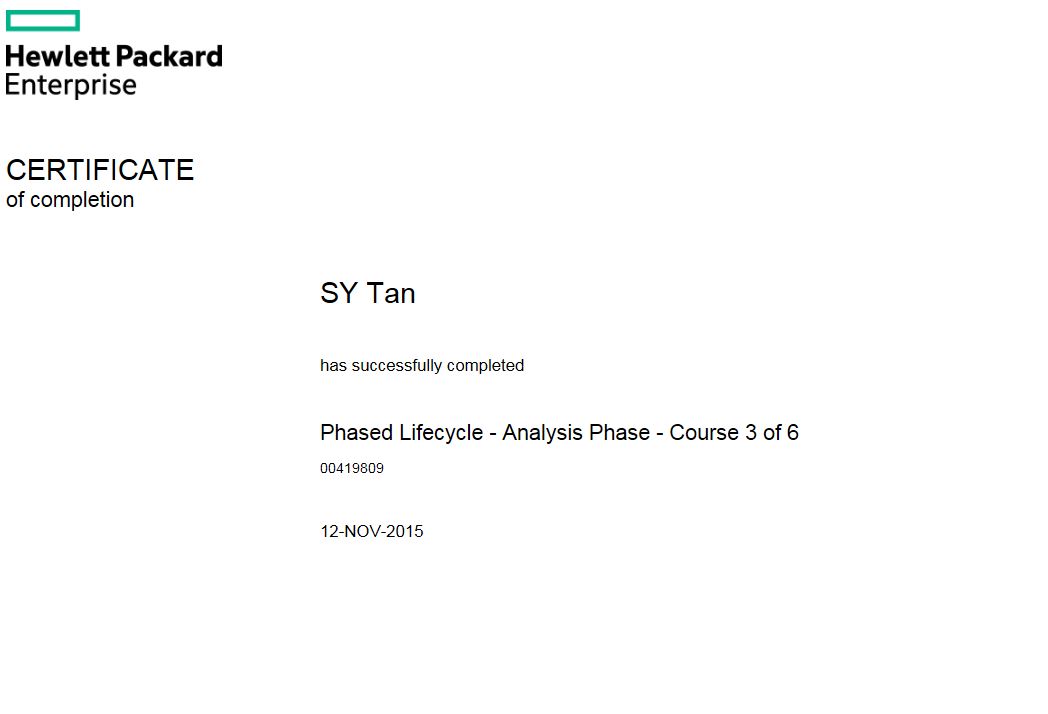 Hewlett Packard
Enterprise
CERTIFICATE
of completion
SY Tan
has successfully completed
Phased Lifecycle - Analysis Phase - Course 3 of 6
00419809
12-NOV-2015